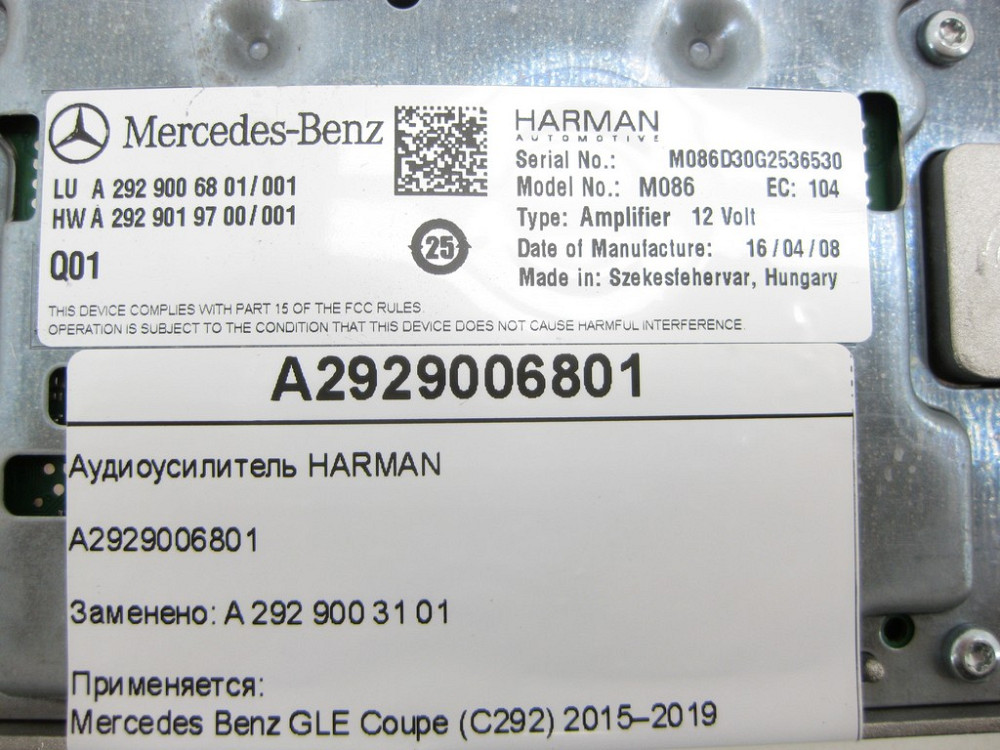 Mercedes-Benz
LU A 292 900 68 01/001
HW A 292 901 97 00/001
Q01
25
HARMAN
AUTOMOTIVE
Serial No.: M086D30G2536530
Model No.: M086 EC: 104
Type: Amplifier 12 Volt
Date of Manufacture: 16/04/08
Made in: Szekesfehervar, Hungary
THIS DEVICE COMPLIES WITH PART 15 OF THE FCC RULES.
OPERATION IS SUBJECT TO THE CONDITION THAT THIS DEVICE DOES NOT CAUSE HARMFUL INTERFERENCE.
A2929006801
Аудиоусилитель HARMAN
A2929006801
Заменено: A 292 900 31 01
Применяется:
Mercedes Benz GLE Coupe (C292) 2015–2019